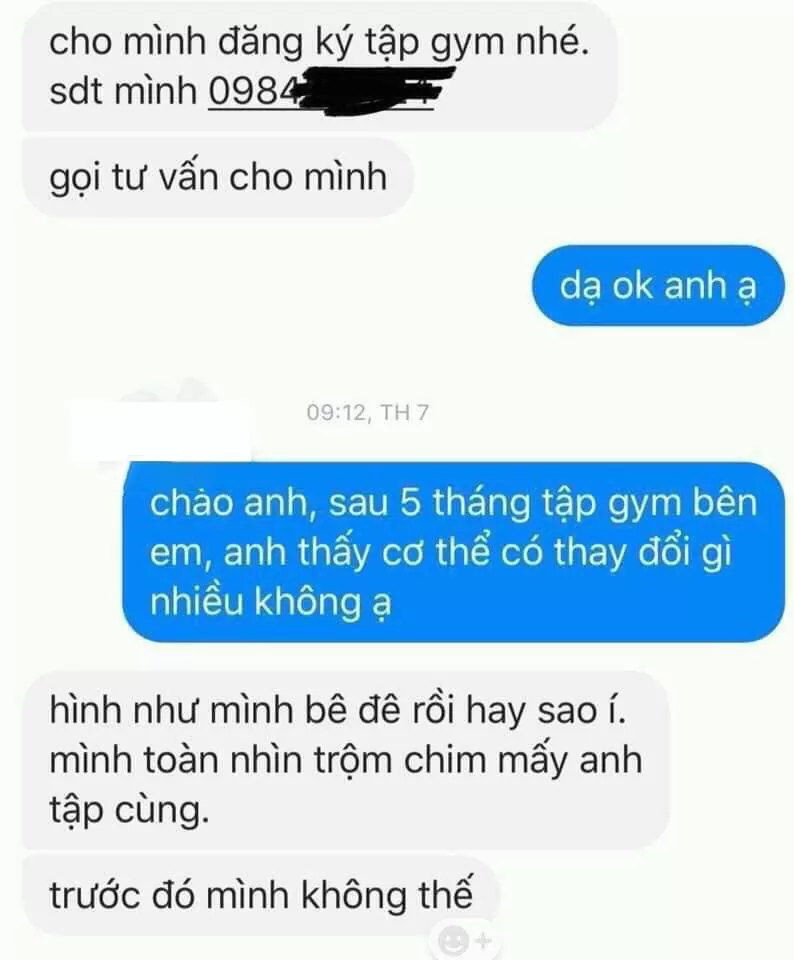 cho mình đăng ký tập gym nhé.
sdt mình 0984
gọi tư vấn cho mình
dạ ok anh ạ
09:12, TH 7
chào anh, sau 5 tháng tập gym bên
em, anh thấy cơ thể có thay đổi gì
nhiều không ạ
hình như mình bê đê rồi hay sao í.
mình toàn nhìn trộm chim mấy anh
tập cùng.
trước đó mình không thế